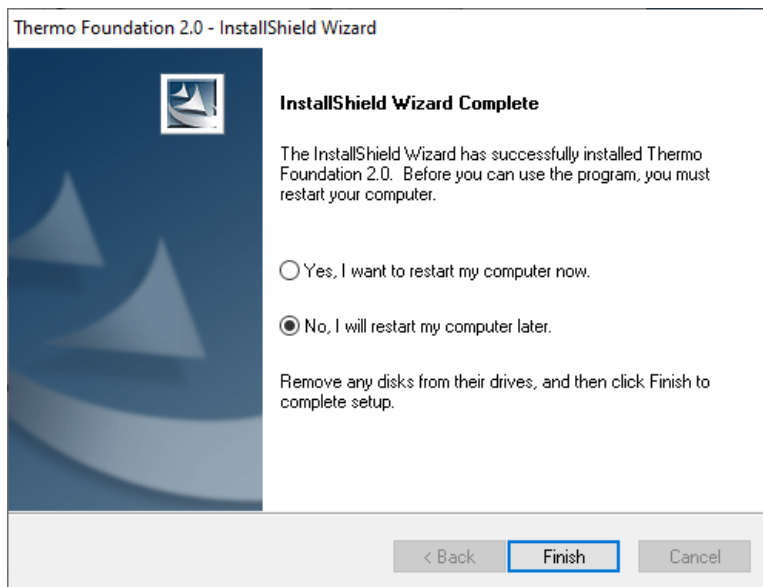 Thermo Foundation 2.0 - InstallShield Wizard
InstallShield Wizard Complete
The InstallShield Wizard has successfully installed Thermo
Foundation 2.0.  Before you can use the program, you must
restart your computer.
Yes, I want to restart my computer now.
No, I will restart my computer later.
Remove any disks from their drives, and then click Finish to
complete setup.
< Back   Finish   Cancel